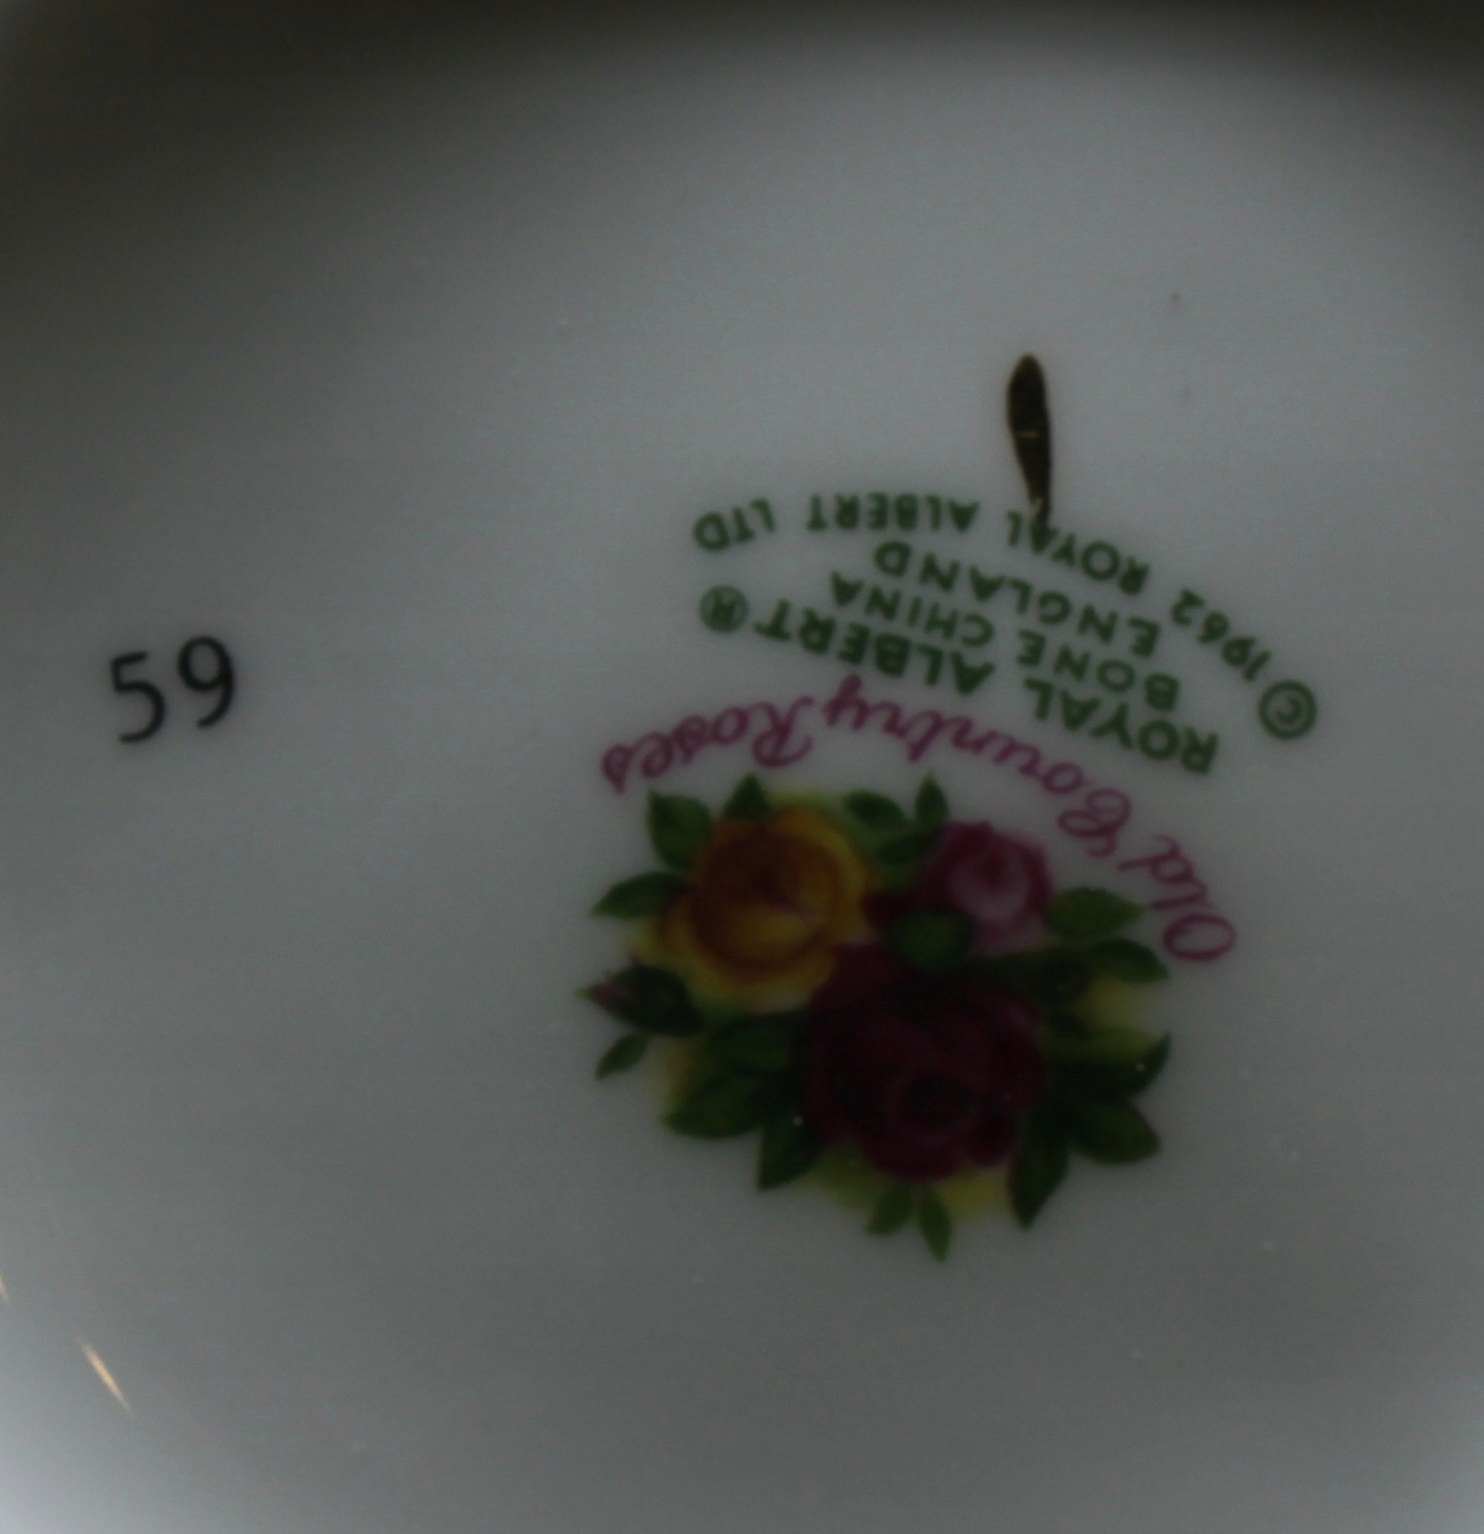 Old Country Roses
ROYAL ALBERT®
BONE CHINA
ENGLAND
© 1962 ROYAL ALBERT LTD
59